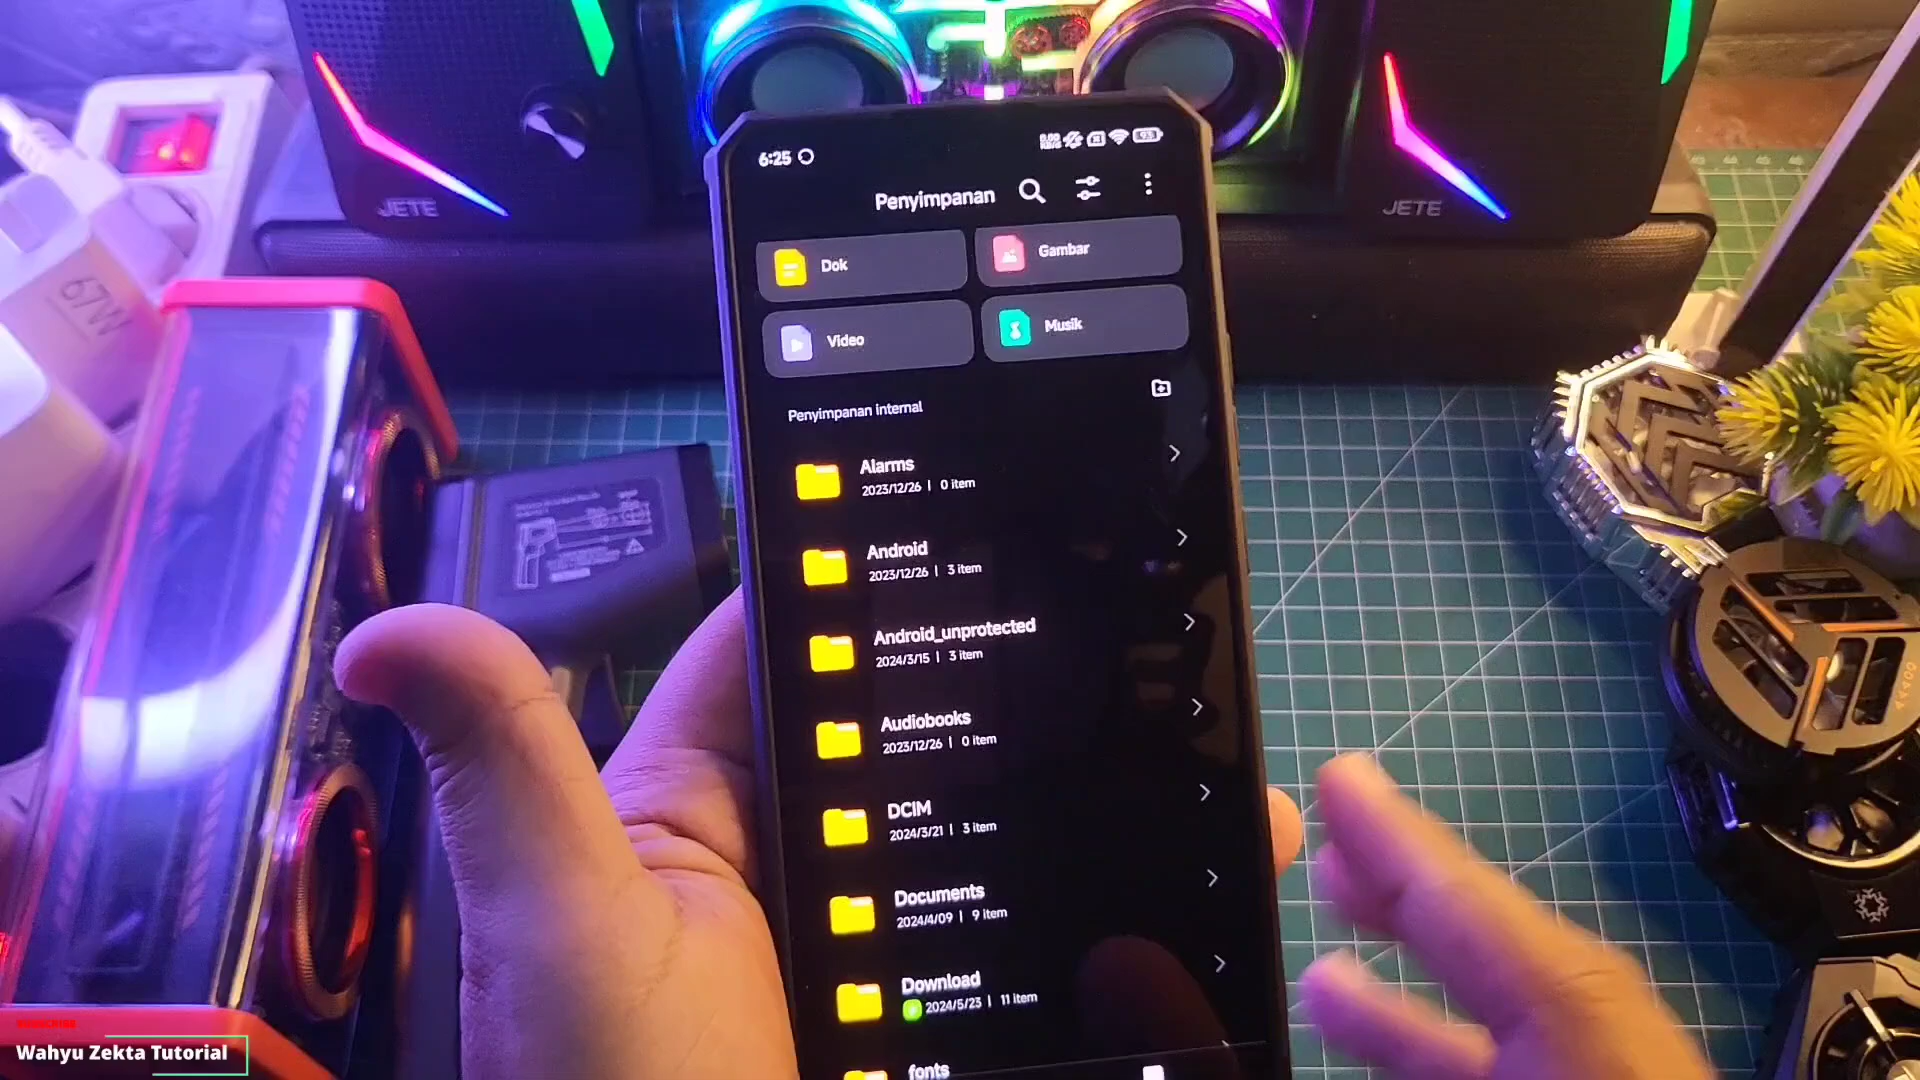 JETE
JETE
67W
6:25
Penyimpanan
Dok
Gambar
Video
Musik
Penyimpanan internal
Alarms
2023/12/26 | 0 item
Android
2023/12/26 | 3 item
Android_unprotected
2024/3/15 | 3 item
Audiobooks
2023/12/26 | 0 item
DCIM
2024/3/21 | 3 item
Documents
2024/4/09 | 9 item
Download
2024/5/23 | 11 item
fonts
SUBSCRIBE
Wahyu Zekta Tutorial